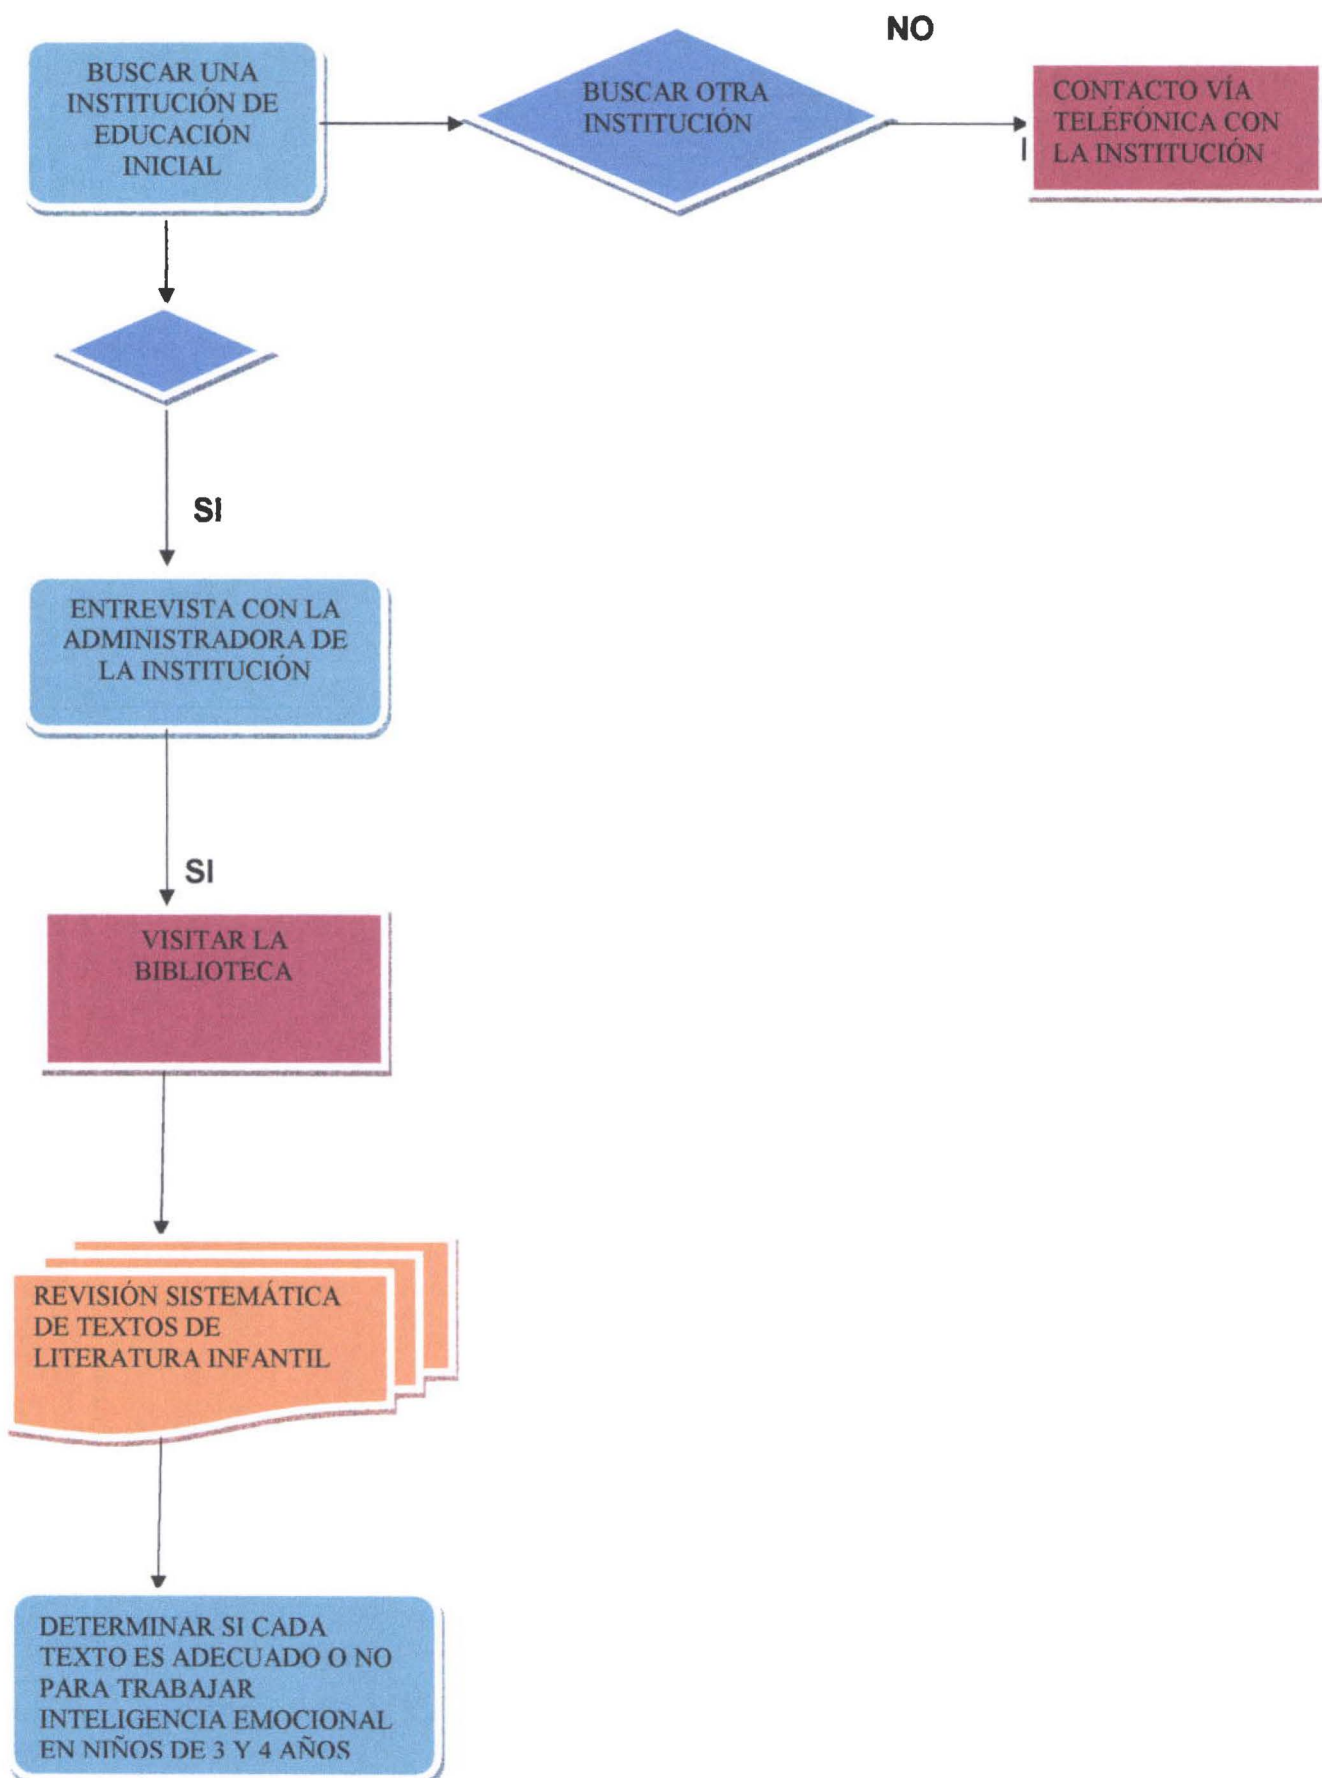 BUSCAR UNA
INSTITUCIÓN DE
EDUCACIÓN
INICIAL
BUSCAR OTRA
INSTITUCIÓN
NO
CONTACTO VÍA
TELÉFÓNICA CON
LA INSTITUCIÓN
SI
ENTREVISTA CON LA
ADMINISTRADORA DE
LA INSTITUCIÓN
SI
VISITAR LA
BIBLIOTECA
REVISIÓN SISTEMÁTICA
DE TEXTOS DE
LITERATURA INFANTIL
DETERMINAR SI CADA
TEXTO ES ADECUADO O NO
PARA TRABAJAR
INTELIGENCIA EMOCIONAL
EN NIÑOS DE 3 Y 4 AÑOS